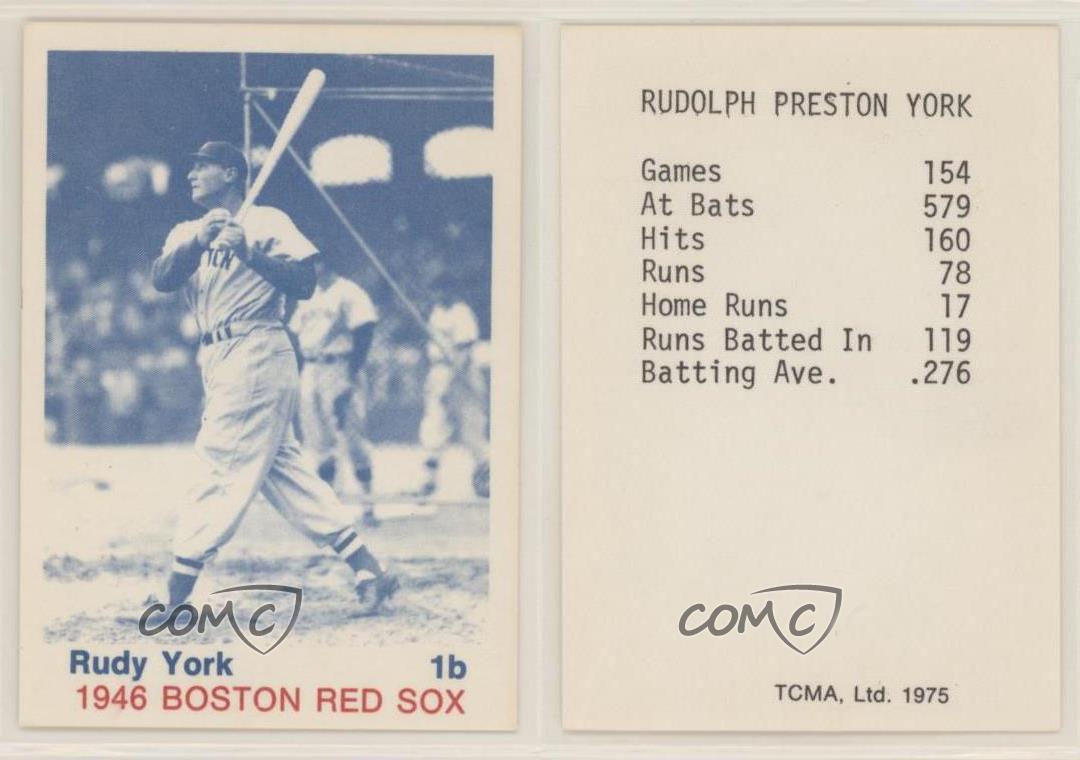 Rudy York 1b
1946 BOSTON RED SOX
COMC
RUDOLPH PRESTON YORK
Games 154
At Bats 579
Hits 160
Runs 78
Home Runs 17
Runs Batted In 119
Batting Ave. .276
COMC
TCMA, Ltd. 1975